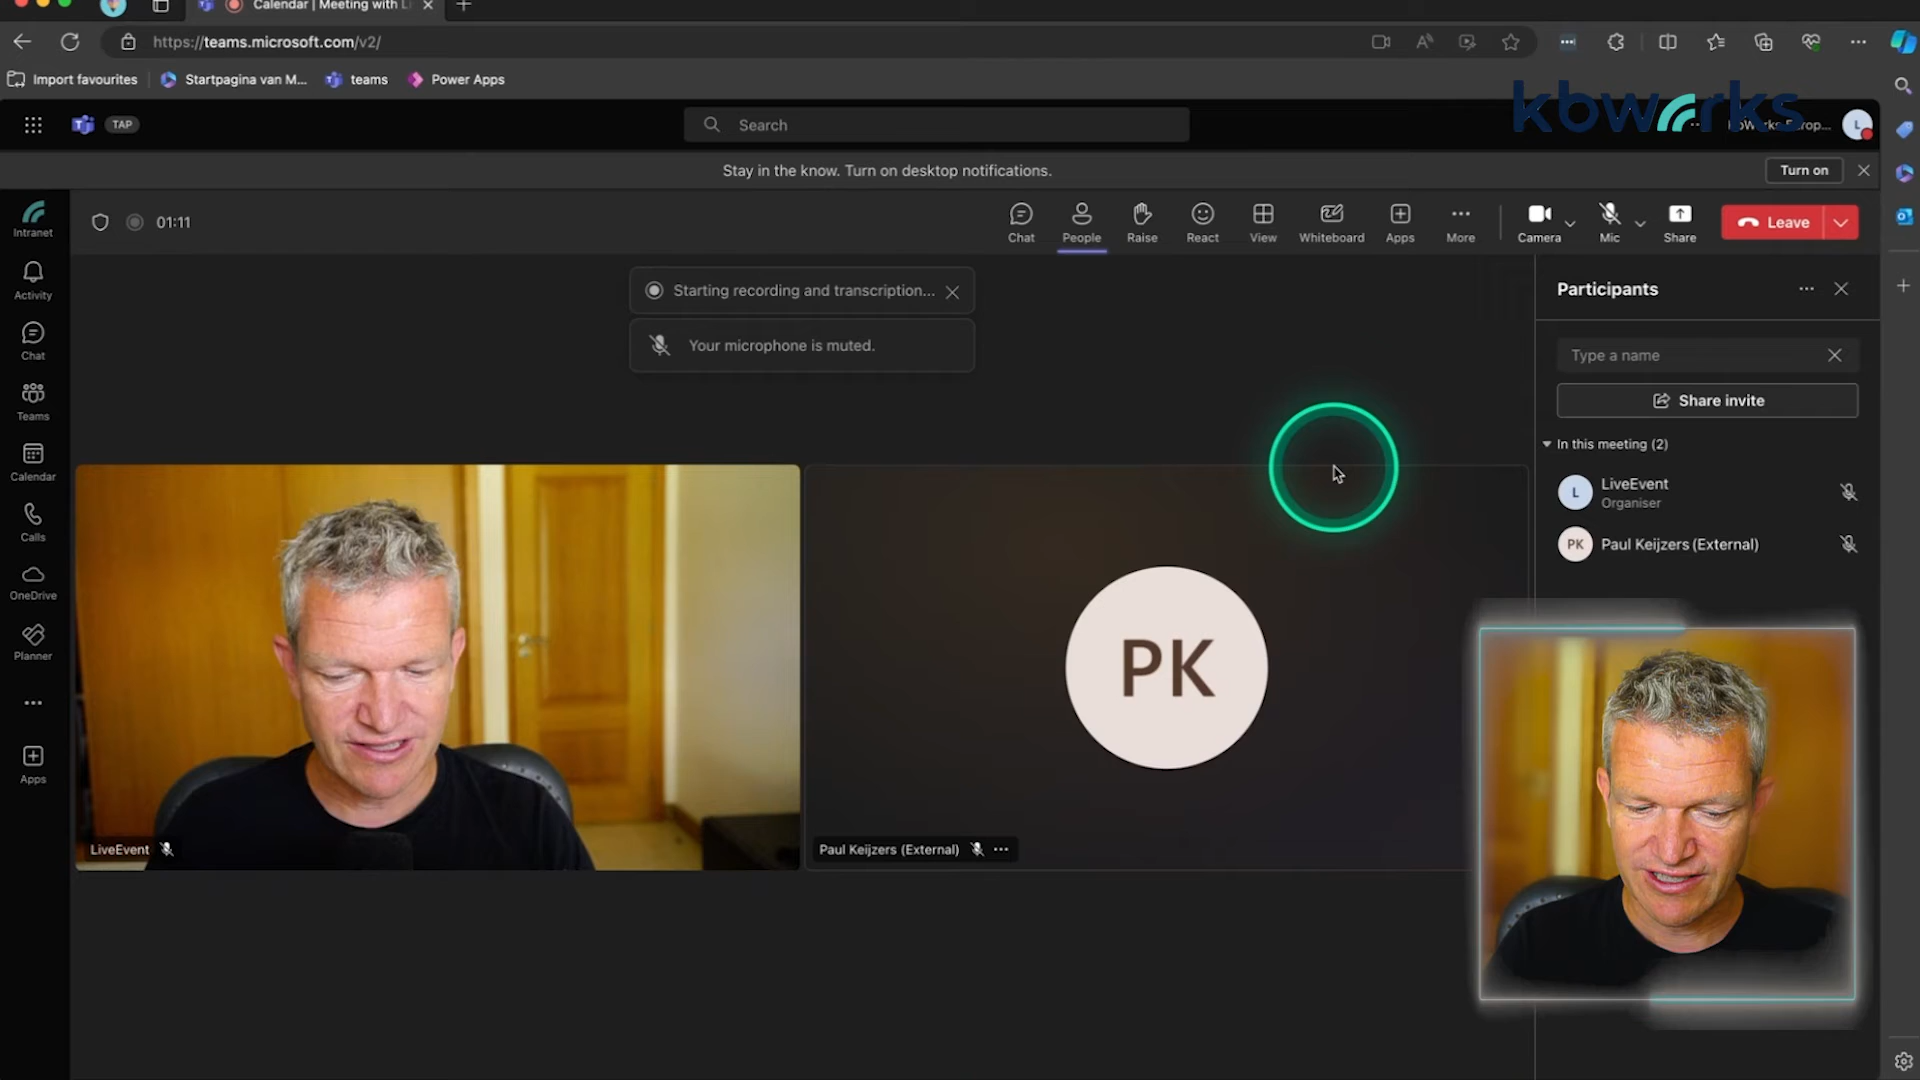 Calendar | Meeting with Li
https://teams.microsoft.com/v2/
Import favourites
Startpagina van M...
teams
Power Apps
kbworks
TAP
Search
L
Stay in the know. Turn on desktop notifications.
Turn on
Intranet
01:11
Chat
People
Raise
React
View
Whiteboard
Apps
More
Camera
Mic
Share
Leave
Activity
Chat
Teams
Calendar
Calls
OneDrive
Planner
Apps
Starting recording and transcription...
Your microphone is muted.
Participants
Type a name
Share invite
In this meeting (2)
L
LiveEvent
Organiser
PK
Paul Keijzers (External)
PK
LiveEvent
Paul Keijzers (External)